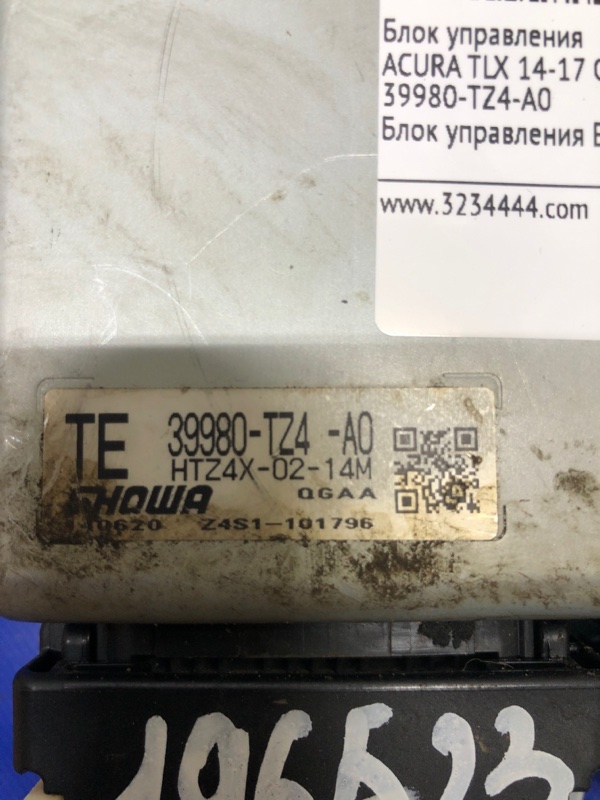 Блок управления
ACURA TLX 14-17
39980-TZ4-A0
Блок управления
www.3234444.com
TE 39980-TZ4 -A0
HTZ4X-02-14M
SHOWA QGAA
Z4S1-101796